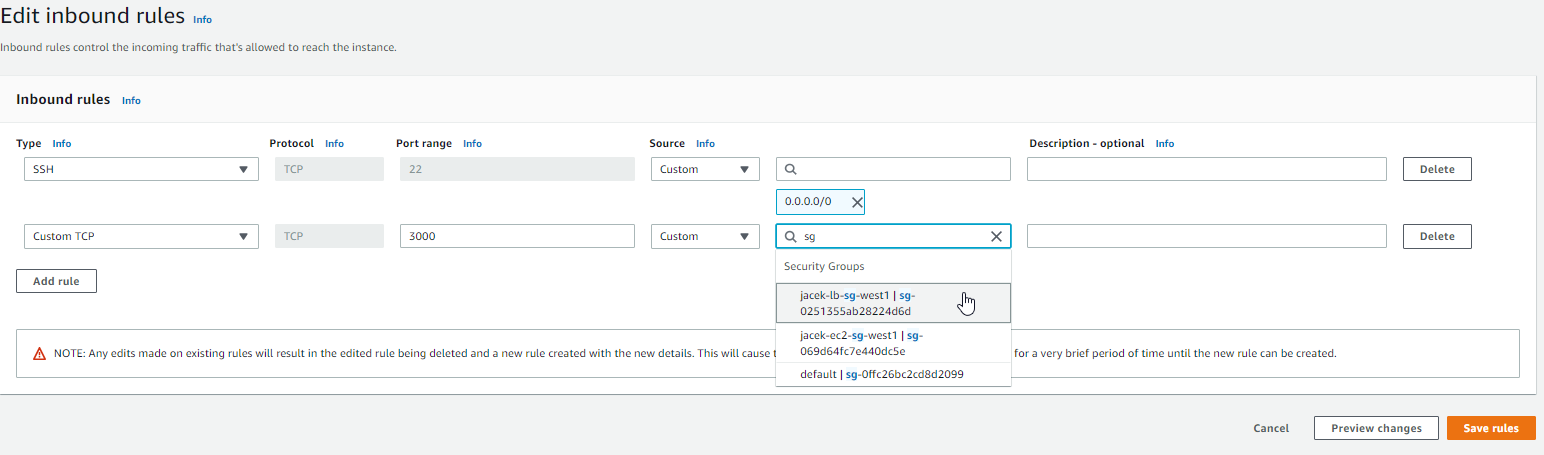 Edit inbound rules Info
Inbound rules control the incoming traffic that's allowed to reach the instance.
Inbound rules Info
Type Info Protocol Info Port range Info Source Info Description - optional Info
SSH TCP 22 Custom Delete
0.0.0.0/0
Custom TCP TCP 3000 Custom sg Delete
Security Groups
Add rule
jacek-lb-sg-west1 | sg-
0251355ab28224d6d
jacek-ec2-sg-west1 | sg-
069d64fc7e440dc5e
NOTE: Any edits made on existing rules will result in the edited rule being deleted and a new rule created with the new details. This will cause t for a very brief period of time until the new rule can be created.
default | sg-0ffc26bc2cd8d2099
Cancel Preview changes Save rules